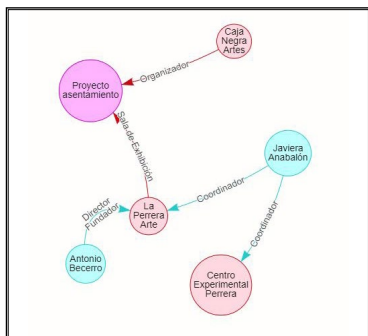 Caja
Negra
Artes
Organizador
Proyecto
asentamiento
Sala-de-Exhibición
Javiera
Anabalón
Coordinador
La
Perrera
Arte
Director
Fundador
Coordinador
Antonio
Becerro
Centro
Experimental
Perrera